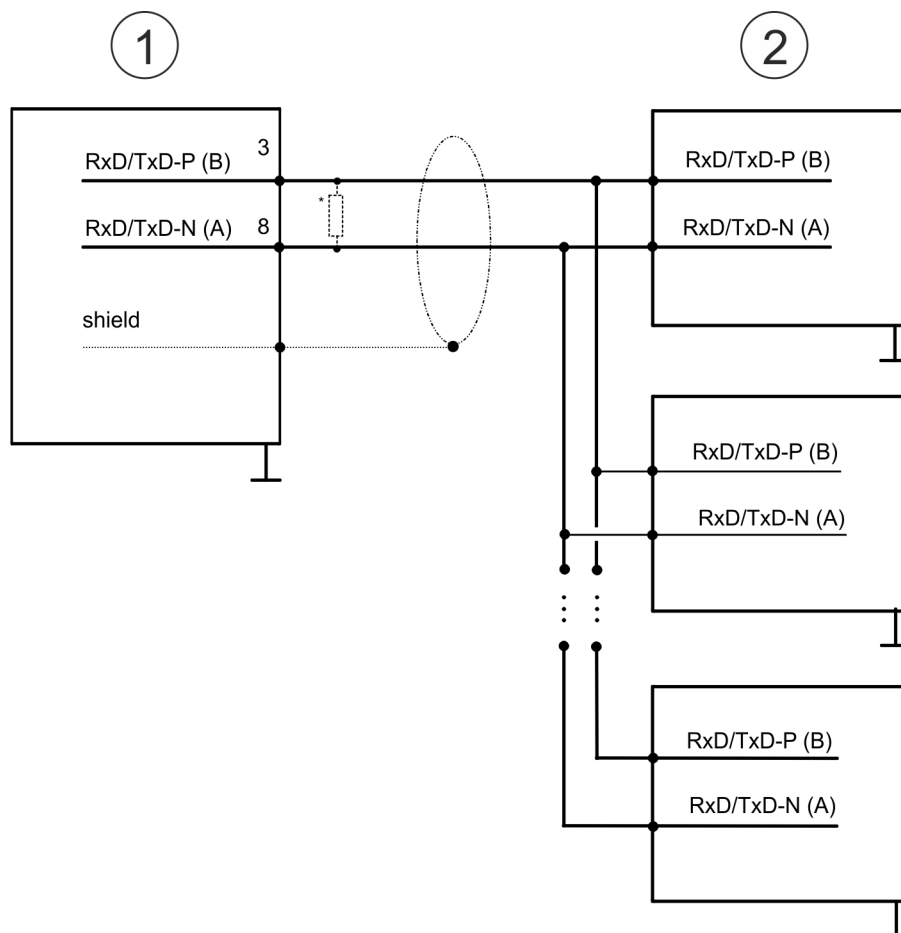 1
2
RxD/TxD-P (B) 3
RxD/TxD-N (A) 8
*
shield
RxD/TxD-P (B)
RxD/TxD-N (A)
RxD/TxD-P (B)
RxD/TxD-N (A)
RxD/TxD-P (B)
RxD/TxD-N (A)